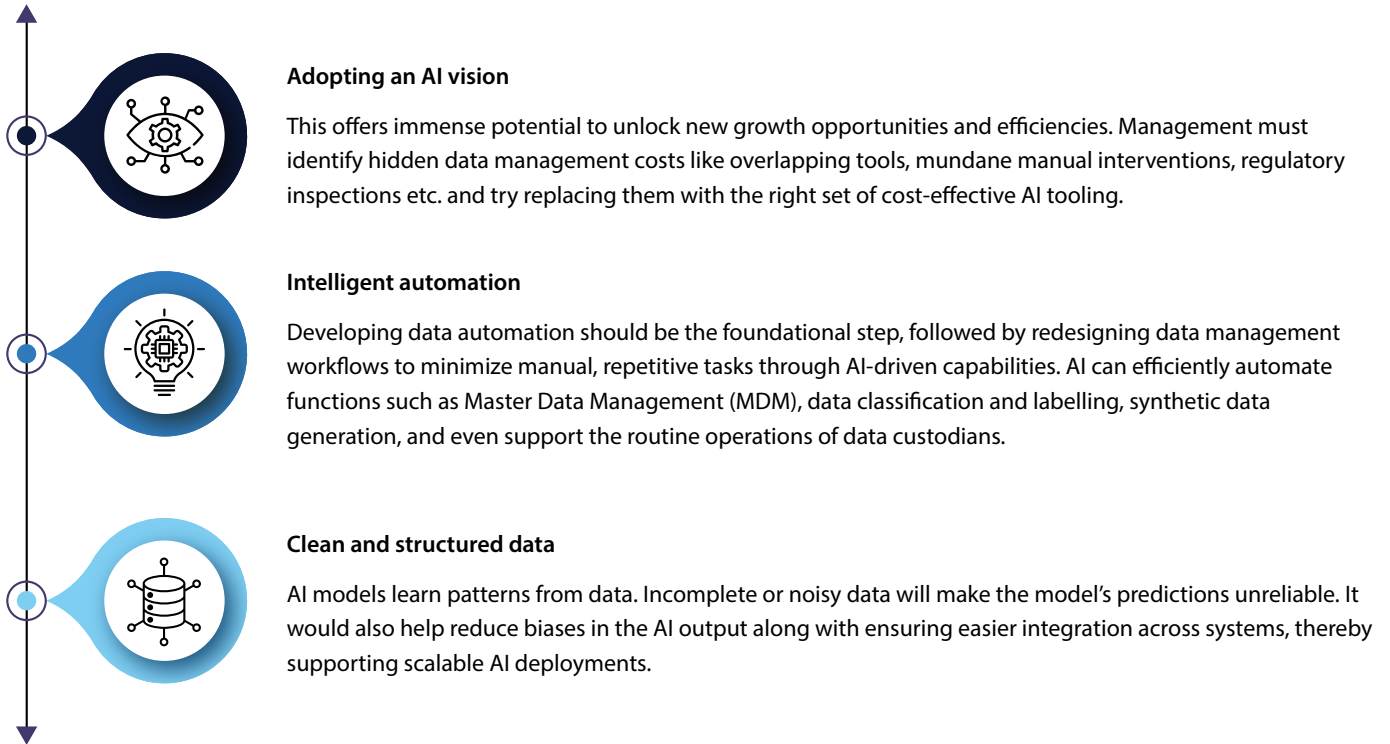 Adopting an AI vision
This offers immense potential to unlock new growth opportunities and efficiencies. Management must
identify hidden data management costs like overlapping tools, mundane manual interventions, regulatory
inspections etc. and try replacing them with the right set of cost-effective AI tooling.
Intelligent automation
Developing data automation should be the foundational step, followed by redesigning data management
workflows to minimize manual, repetitive tasks through AI-driven capabilities. AI can efficiently automate
functions such as Master Data Management (MDM), data classification and labelling, synthetic data
generation, and even support the routine operations of data custodians.
Clean and structured data
AI models learn patterns from data. Incomplete or noisy data will make the model’s predictions unreliable. It
would also help reduce biases in the AI output along with ensuring easier integration across systems, thereby
supporting scalable AI deployments.